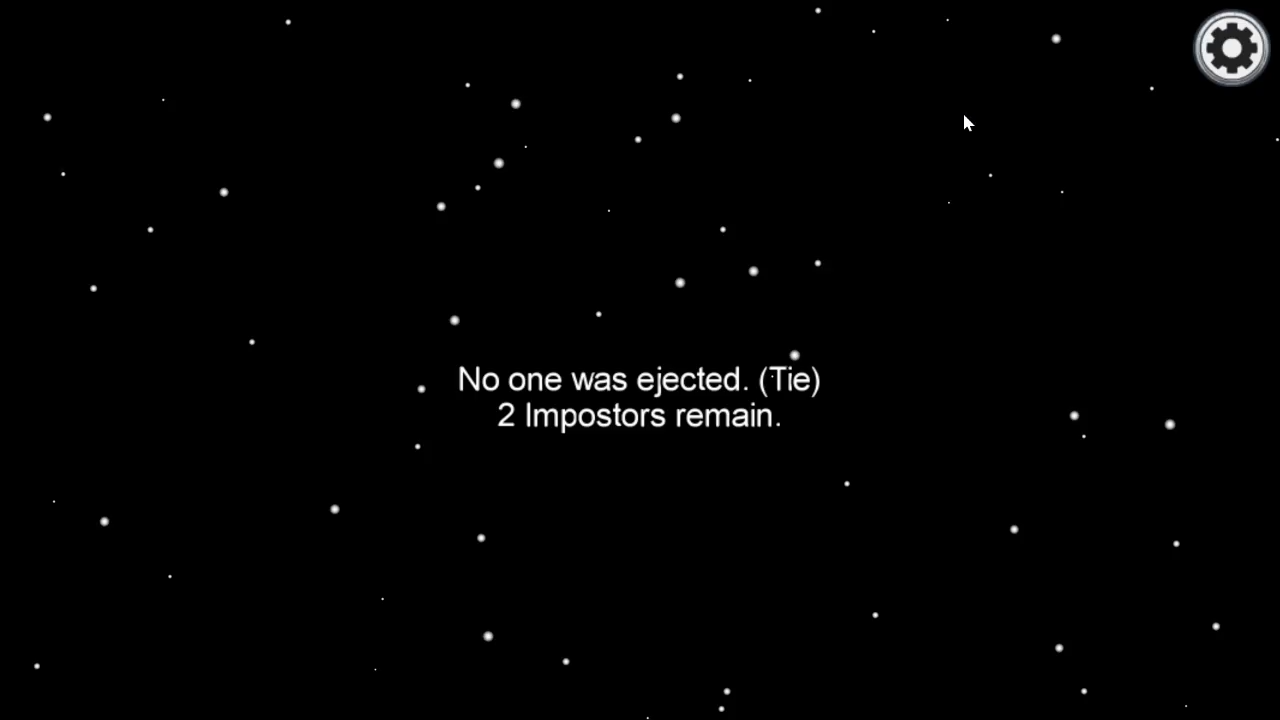 No one was ejected. (Tie)
2 Impostors remain.